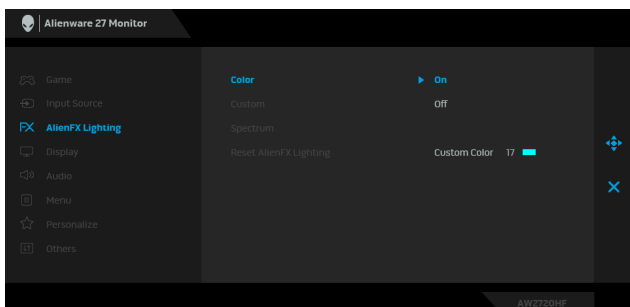 Alienware 27 Monitor
Game
Input Source
FX AlienFX Lighting
Display
Audio
Menu
Personalize
Others
Color On
Custom Off
Spectrum
Reset AlienFX Lighting Custom Color 17
AW2720HF